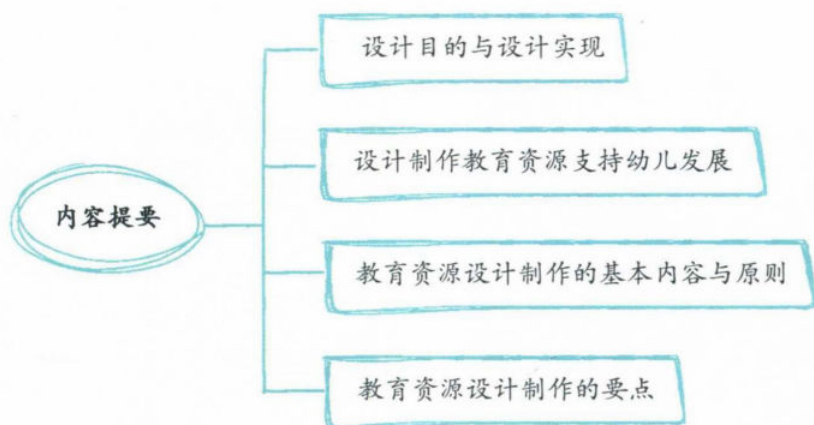 内容提要
设计目的与设计实现
设计制作教育资源支持幼儿发展
教育资源设计制作的基本内容与原则
教育资源设计制作的要点